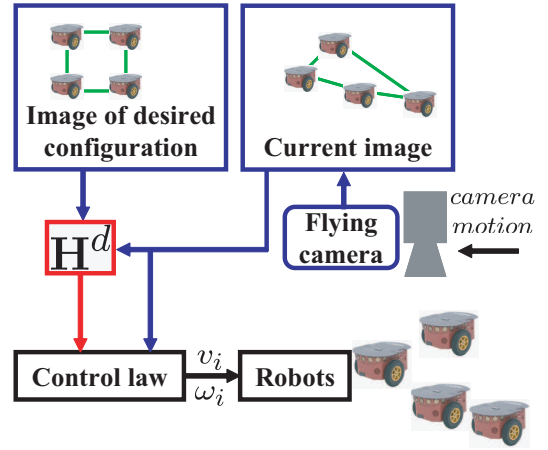 Image of desired
configuration
Current image
Flying
camera
camera
motion
H^d
Control law
v_i
ω_i
Robots